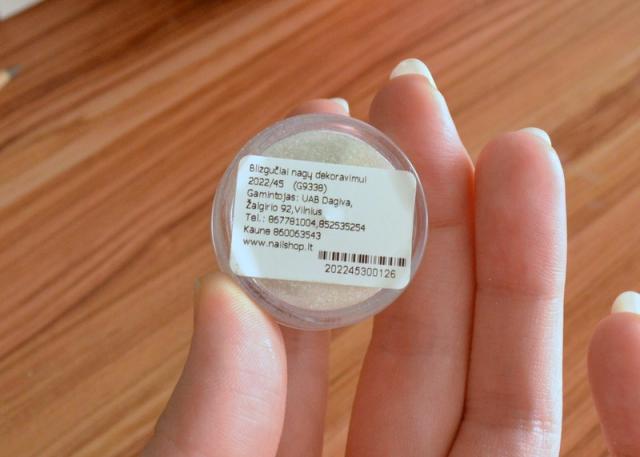 Blizgučiai nagų dekoravimui
2022/45 (G9338)
Gamintojas: UAB Dagiva,
Žalgirio 92,Vilnius
Tel.: 867781004,852535254
Kaune 860063543
www.nailshop.lt
202245300126